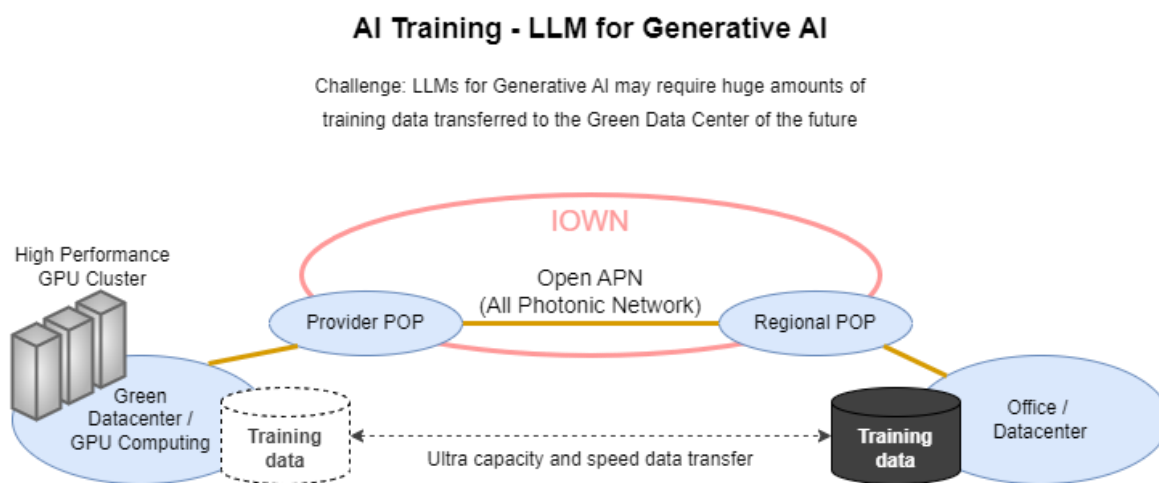 AI Training - LLM for Generative AI
Challenge: LLMs for Generative AI may require huge amounts of
training data transferred to the Green Data Center of the future
IOWN
High Performance
GPU Cluster
Open APN
(All Photonic Network)
Provider POP
Regional POP
Green
Datacenter /
GPU Computing
Training
data
Ultra capacity and speed data transfer
Training
data
Office /
Datacenter